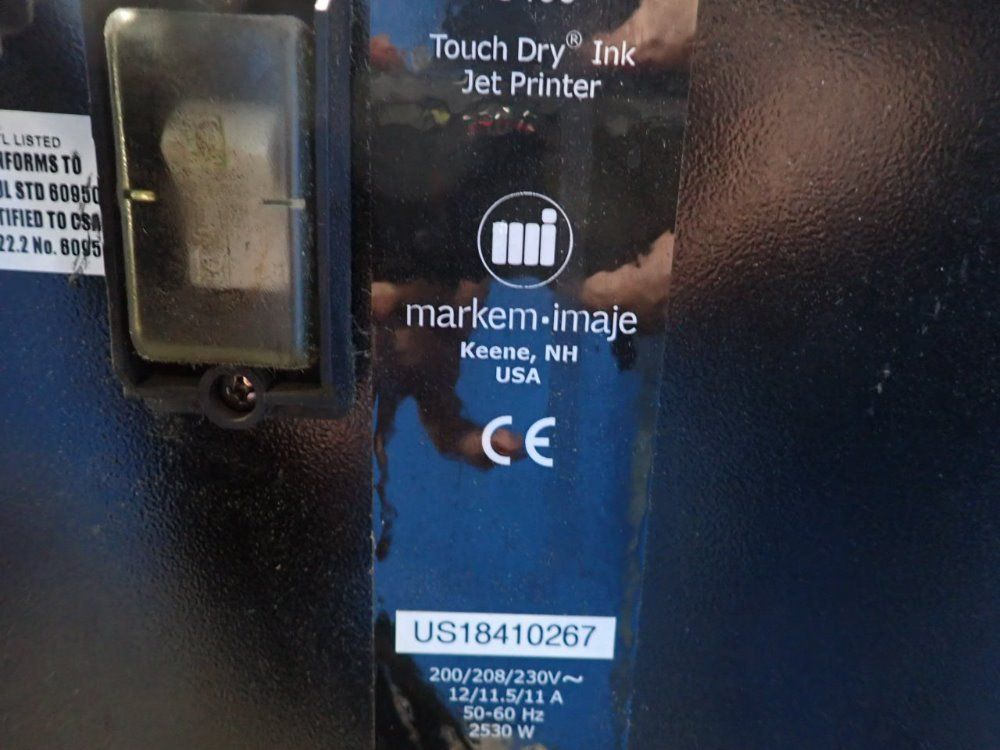 Touch Dry® Ink
Jet Printer
L LISTED
NFORMS TO
UL STD 60950
TIFIED TO CSA
22.2 No. 6095
markem·imaje
Keene, NH
USA
CE
US18410267
200/208/230V~
12/11.5/11 A
50-60 Hz
2530 W